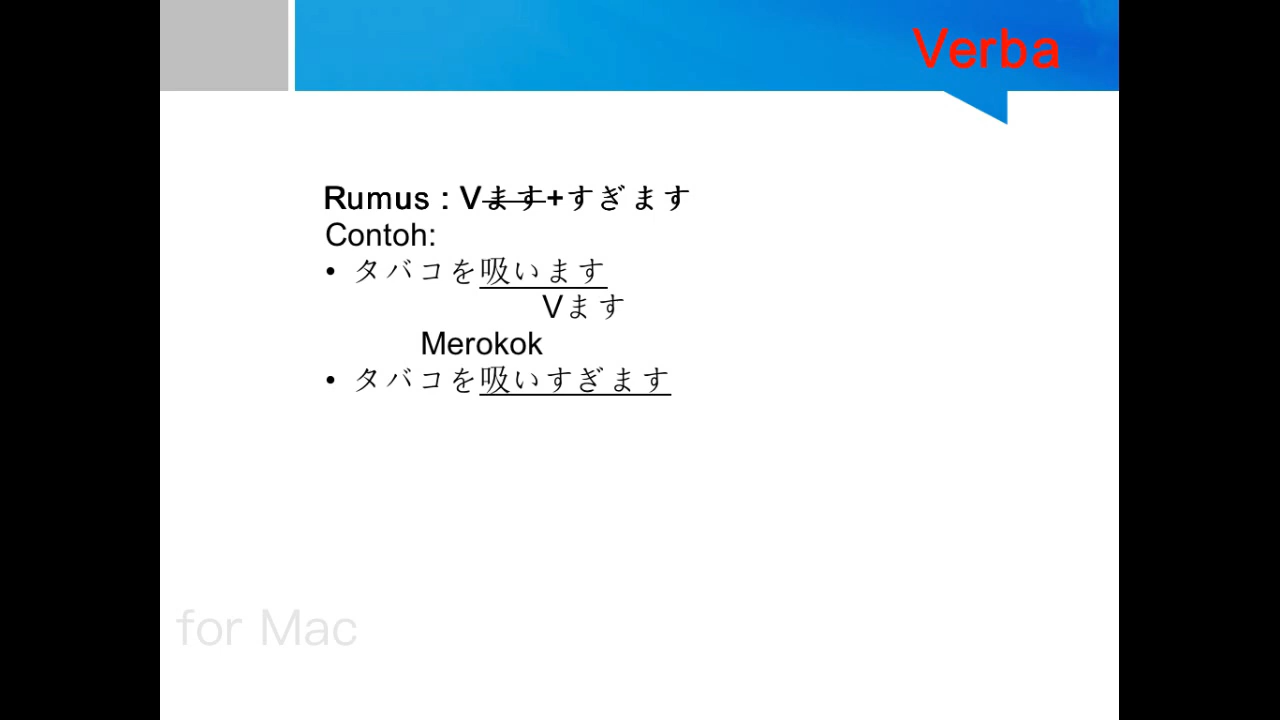 Verba
Rumus : Vます+すぎます
Contoh:
• タバコを吸います
Vます
Merokok
• タバコを吸いすぎます
for Mac